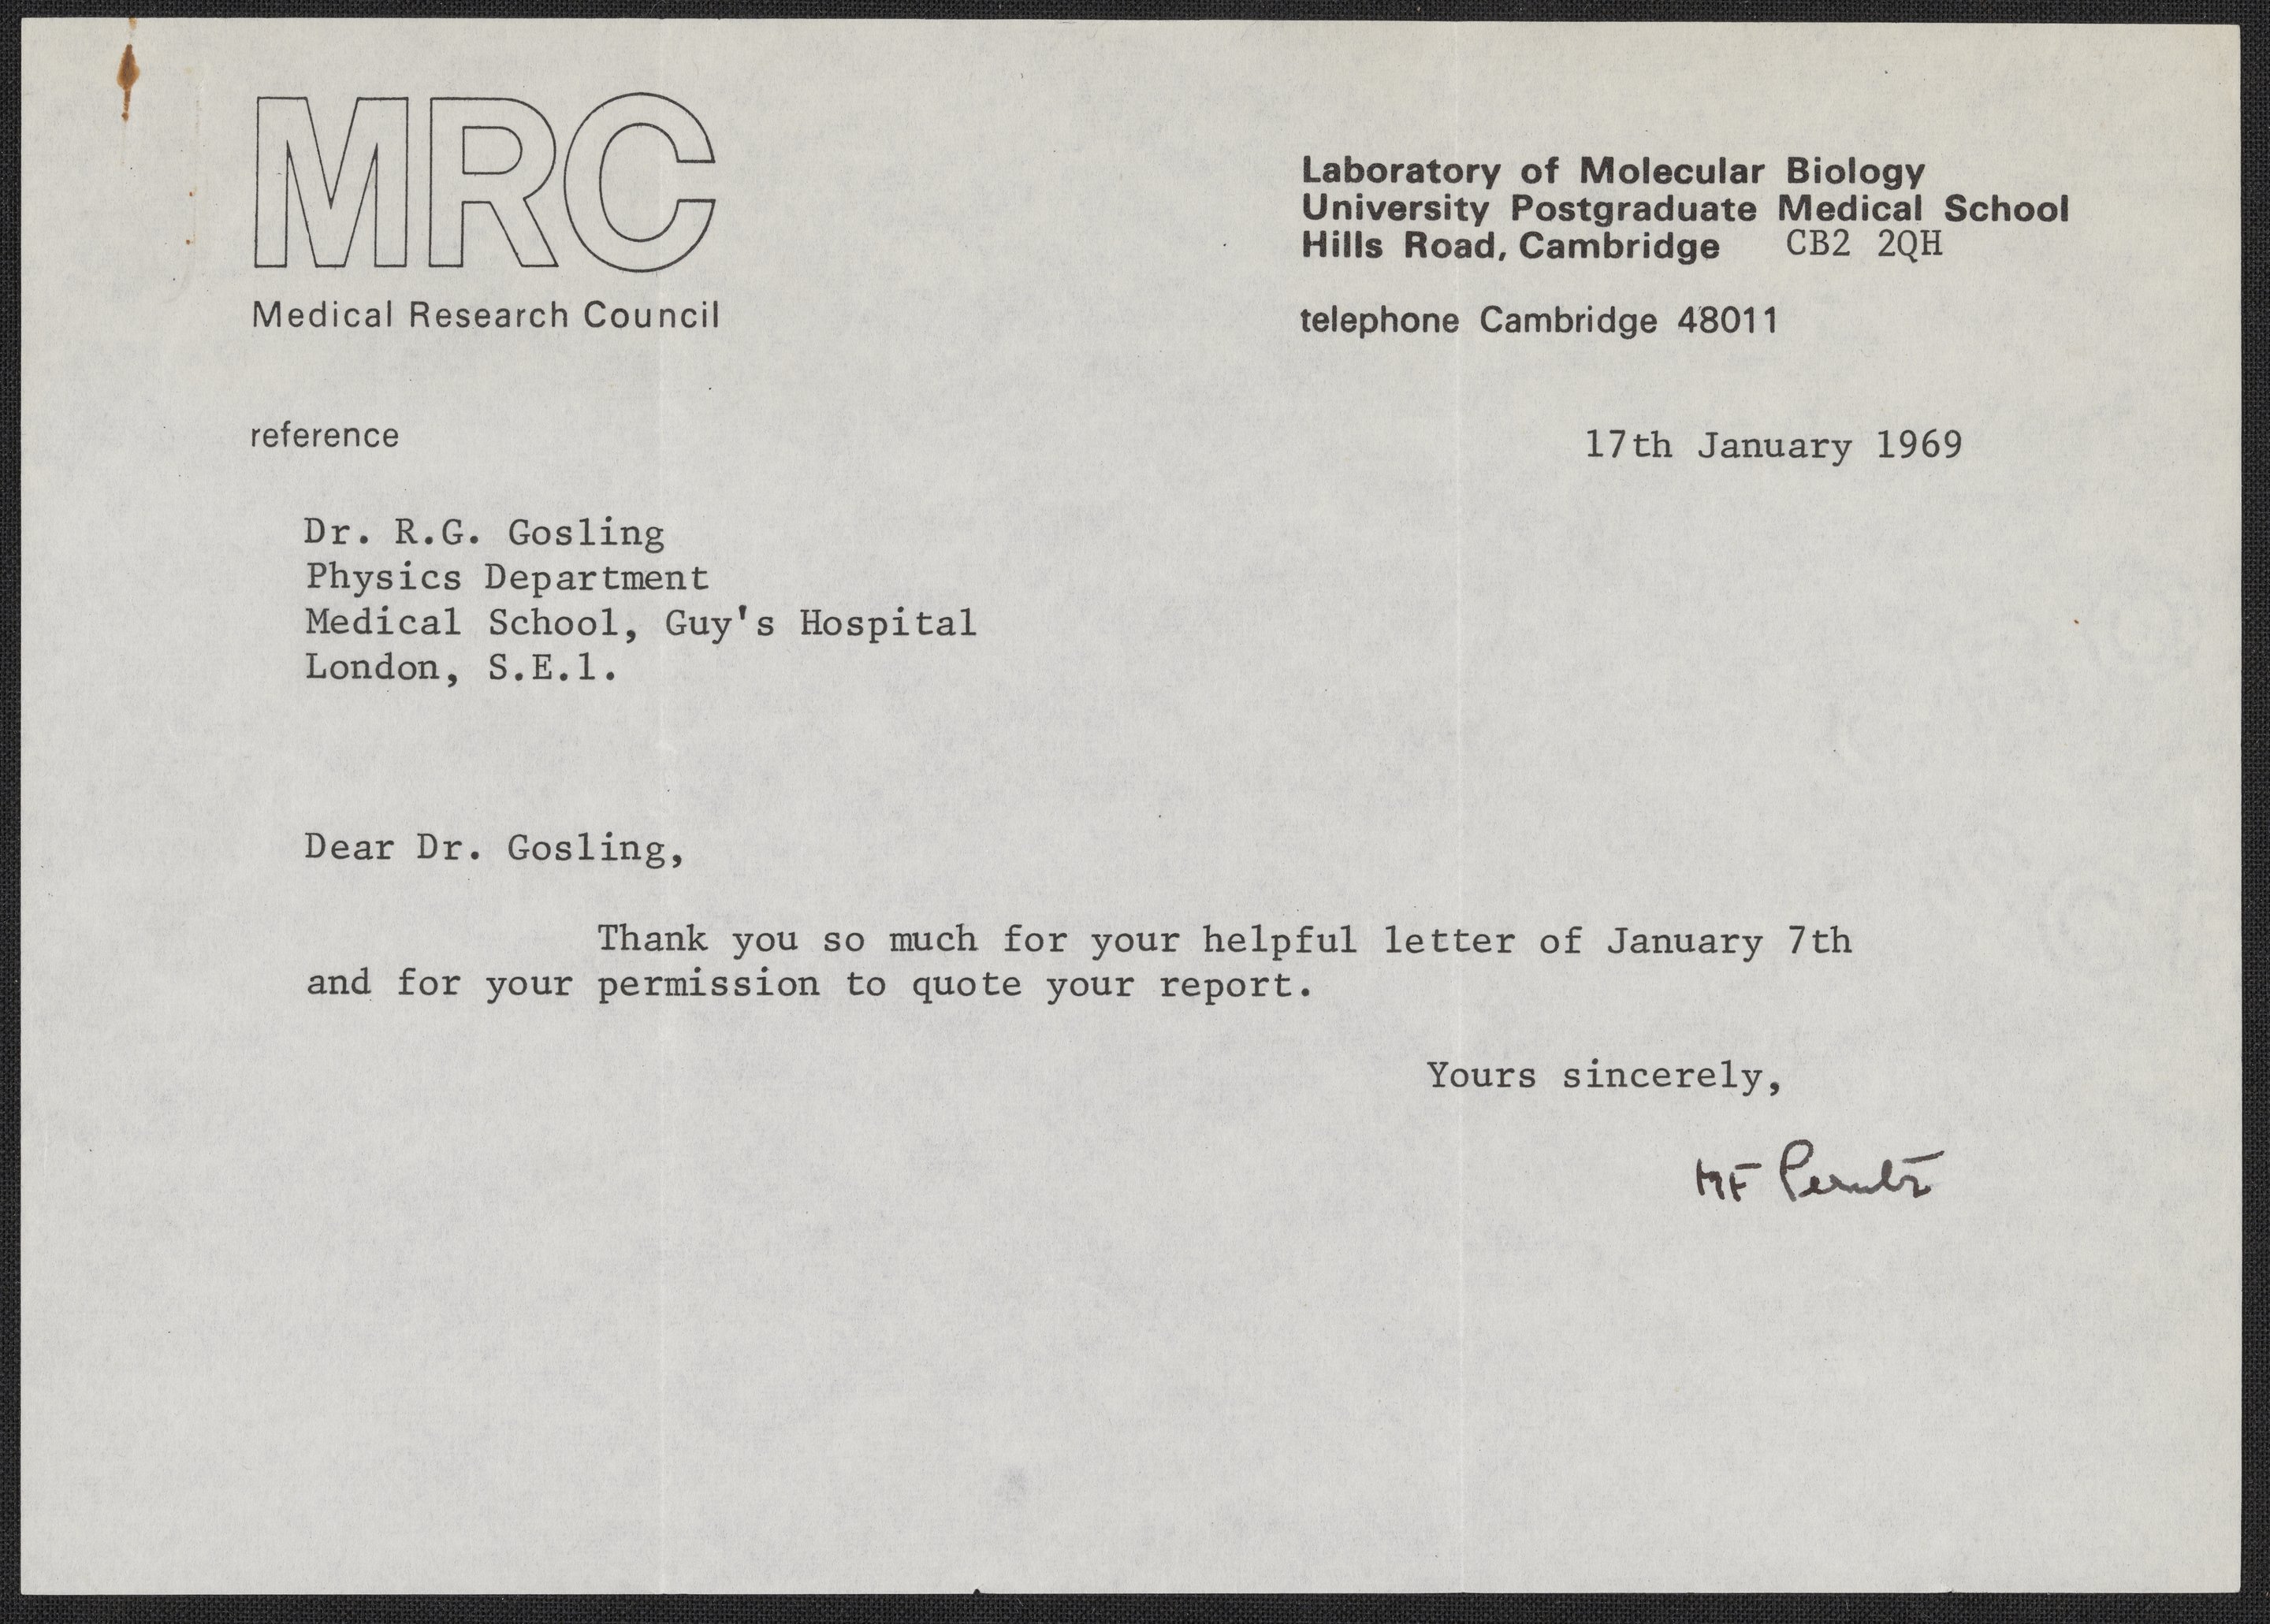 MRC
Medical Research Council
Laboratory of Molecular Biology
University Postgraduate Medical School
Hills Road, Cambridge CB2 2QH
telephone Cambridge 48011
reference
17th January 1969
Dr. R.G. Gosling
Physics Department
Medical School, Guy's Hospital
London, S.E.1.
Dear Dr. Gosling,
Thank you so much for your helpful letter of January 7th
and for your permission to quote your report.
Yours sincerely,
MF Perutz